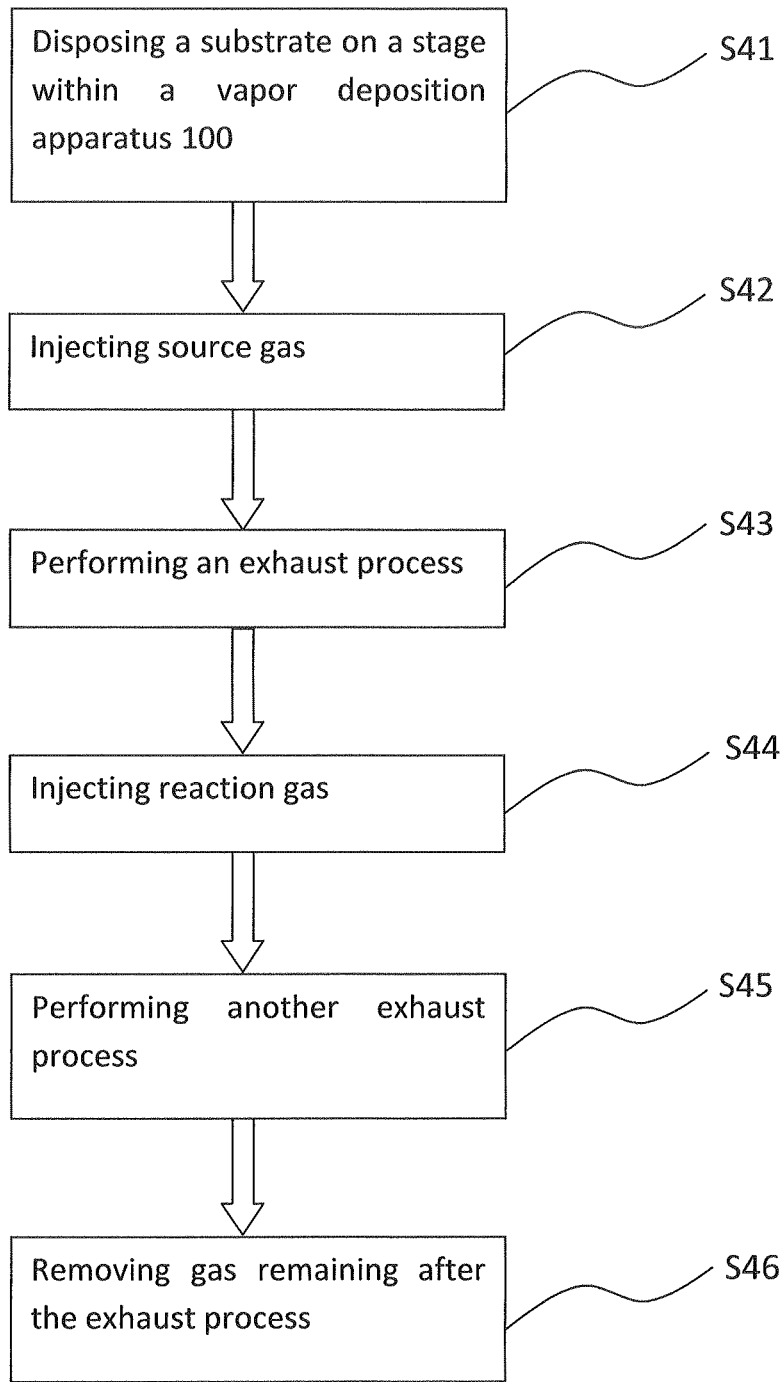 Disposing a substrate on a stage
within a vapor deposition
apparatus 100
S41
Injecting source gas
S42
Performing an exhaust process
S43
Injecting reaction gas
S44
Performing another exhaust
process
S45
Removing gas remaining after
the exhaust process
S46